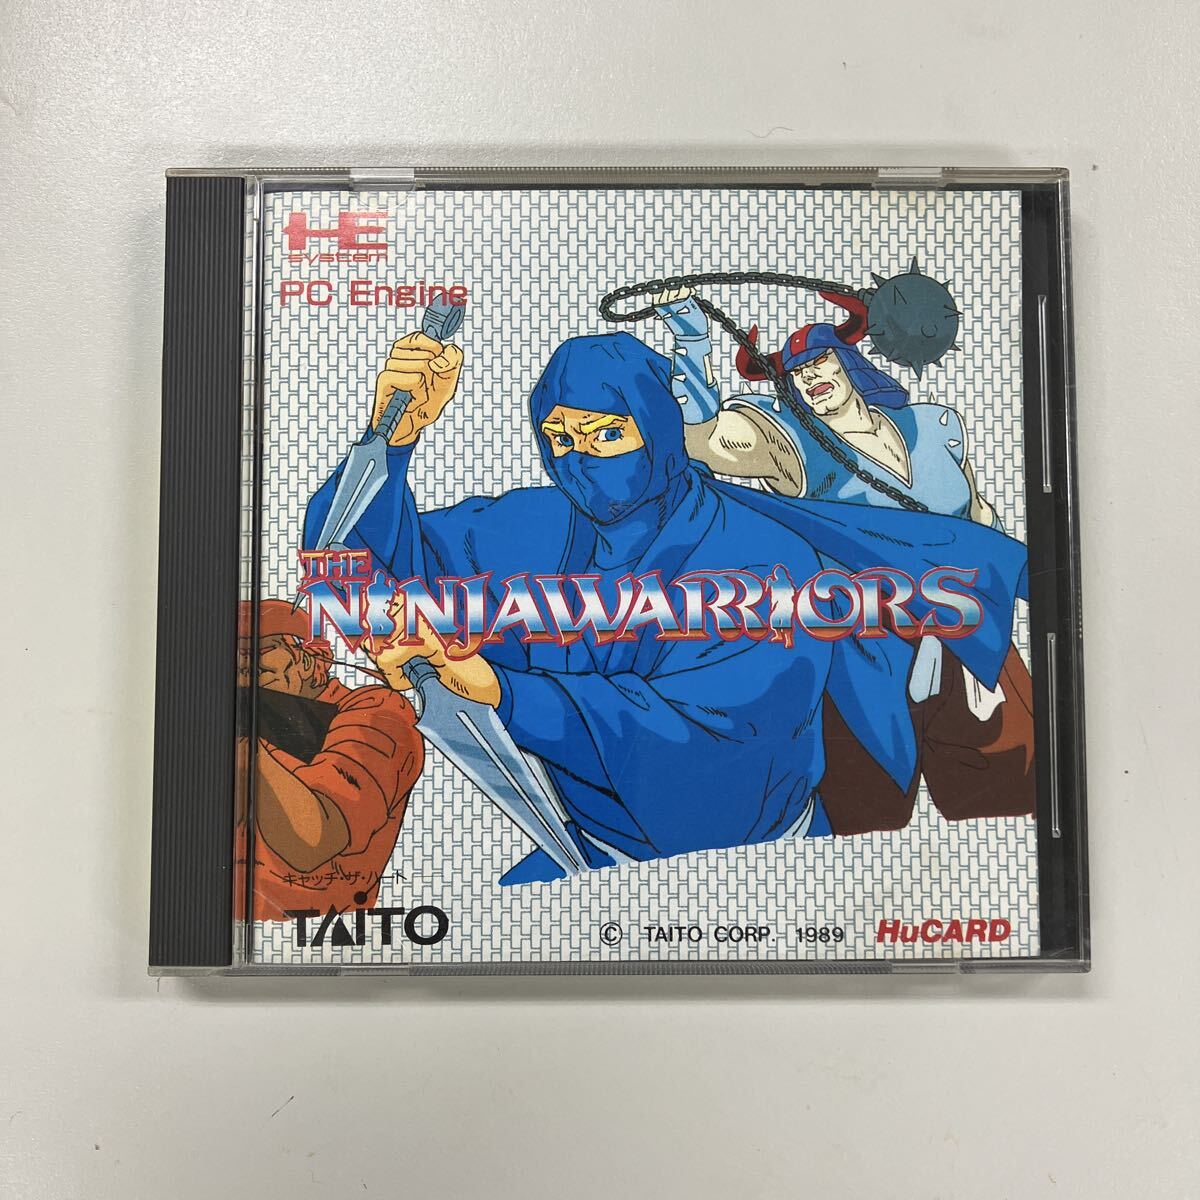 HE
system
PC Engine
THE
NINJAWARRIORS
キャッチ・ザ・ハート
TAITO
© TAITO CORP. 1989
HuCARD